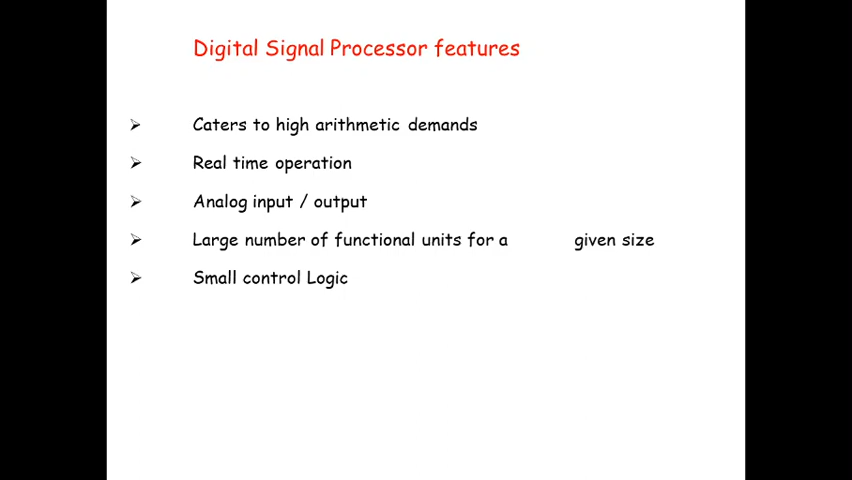 Digital Signal Processor features
➢ Caters to high arithmetic demands
➢ Real time operation
➢ Analog input / output
➢ Large number of functional units for a given size
➢ Small control Logic